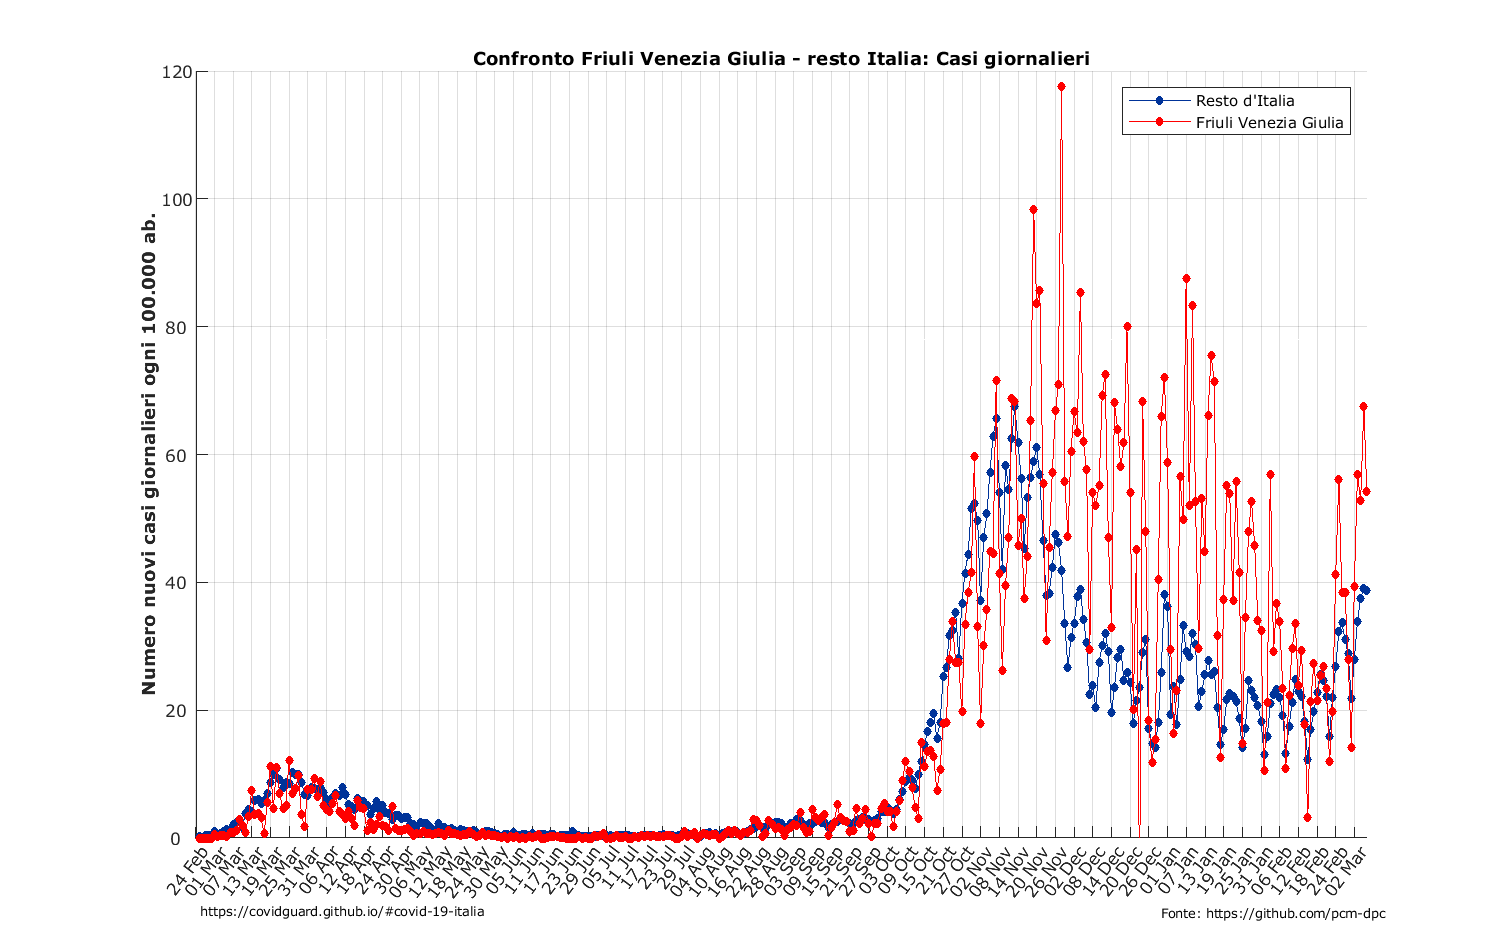 Confronto Friuli Venezia Giulia - resto Italia: Casi giornalieri
120
100
80
60
40
20
0
Numero nuovi casi giornalieri ogni 100.000 ab.
Resto d'Italia
Friuli Venezia Giulia
24 Feb
01 Mar
07 Mar
13 Mar
19 Mar
25 Mar
31 Mar
06 Apr
12 Apr
18 Apr
24 Apr
30 Apr
06 May
12 May
18 May
24 May
30 May
05 Jun
11 Jun
17 Jun
23 Jun
29 Jun
05 Jul
11 Jul
17 Jul
23 Jul
29 Jul
04 Aug
10 Aug
16 Aug
22 Aug
28 Aug
03 Sep
09 Sep
15 Sep
21 Sep
27 Sep
03 Oct
09 Oct
15 Oct
21 Oct
27 Oct
02 Nov
08 Nov
14 Nov
20 Nov
26 Nov
02 Dec
08 Dec
14 Dec
20 Dec
26 Dec
01 Jan
07 Jan
13 Jan
19 Jan
25 Jan
31 Jan
06 Feb
12 Feb
18 Feb
24 Feb
02 Mar
https://covidguard.github.io/#covid-19-italia
Fonte: https://github.com/pcm-dpc